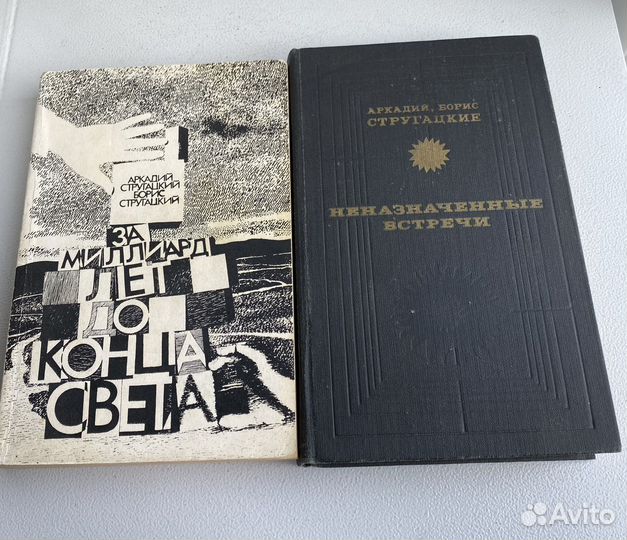 АРКАДИЙ
СТРУГАЦКИЙ
БОРИС
СТРУГАЦКИЙ
ЗА
МИЛЛИАРД
ЛЕТ
ДО
КОНЦА
СВЕТА
АРКАДИЙ, БОРИС
СТРУГАЦКИЕ
НЕНАЗНАЧЕННЫЕ
ВСТРЕЧИ
Avito